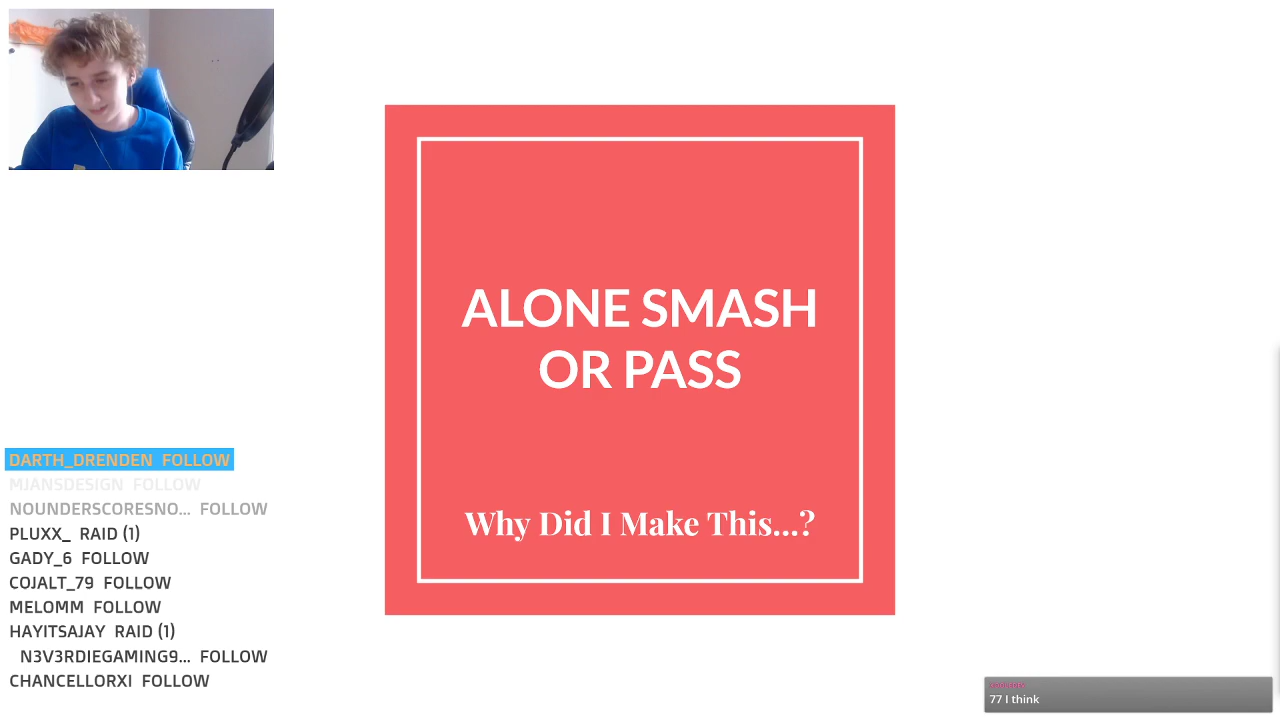 ALONE SMASH
OR PASS
Why Did I Make This...?
DARTH_DRENDEN FOLLOW
MJANSDESIGN FOLLOW
NOUNDERSCORESNO... FOLLOW
PLUXX_ RAID (1)
GADY_6 FOLLOW
COJALT_79 FOLLOW
MELOMM FOLLOW
HAYITSAJAY RAID (1)
N3V3RDIEGAMING9... FOLLOW
CHANCELLORXI FOLLOW
77 I think